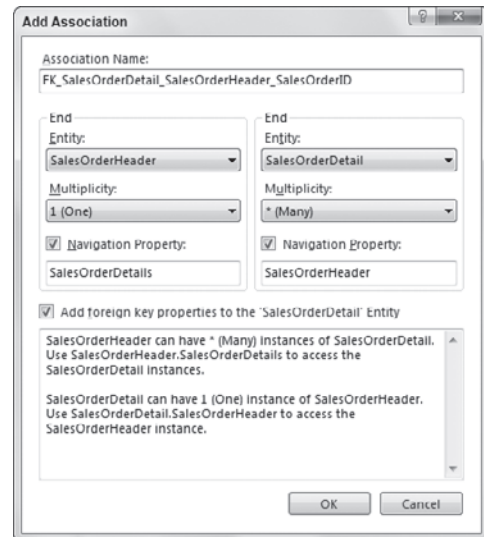 Add Association
Association Name:
FK_SalesOrderDetail_SalesOrderHeader_SalesOrderID
End
Entity:
SalesOrderHeader
Multiplicity:
1 (One)
Navigation Property:
SalesOrderDetails
End
Entity:
SalesOrderDetail
Multiplicity:
* (Many)
Navigation Property:
SalesOrderHeader
Add foreign key properties to the 'SalesOrderDetail' Entity
SalesOrderHeader can have * (Many) instances of SalesOrderDetail.
Use SalesOrderHeader.SalesOrderDetails to access the
SalesOrderDetail instances.
SalesOrderDetail can have 1 (One) instance of SalesOrderHeader.
Use SalesOrderDetail.SalesOrderHeader to access the
SalesOrderHeader instance.
OK
Cancel